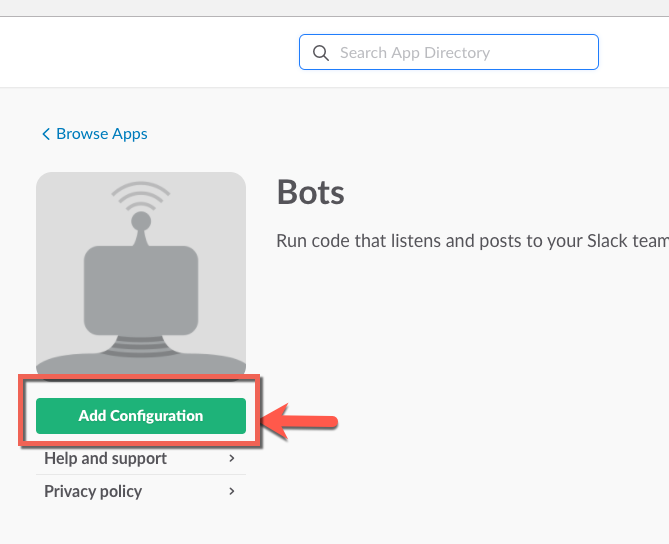 Search App Directory
Browse Apps
Bots
Run code that listens and posts to your Slack team
Add Configuration
Help and support
Privacy policy